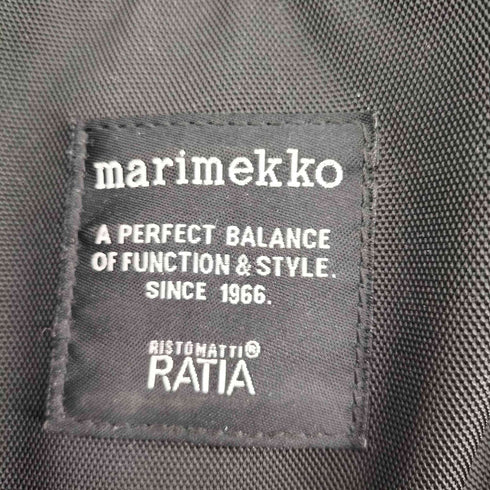 marimekko
A PERFECT BALANCE
OF FUNCTION & STYLE.
SINCE 1966.
RISTOMATTI®
RATIA